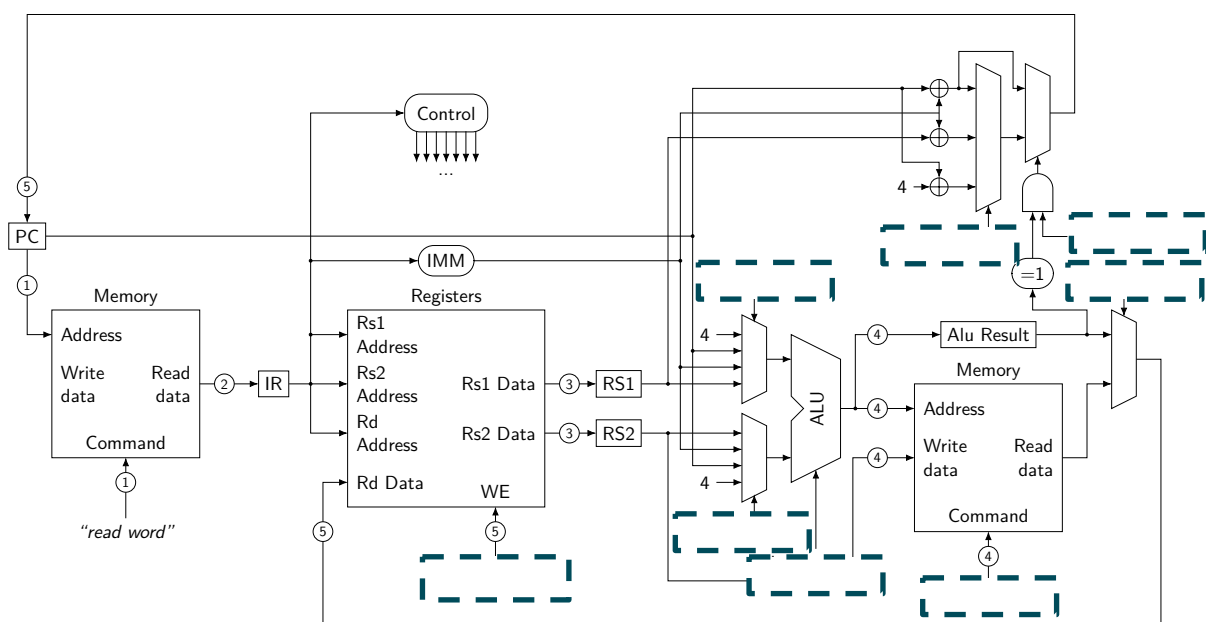 Control
...
5
4
PC
IMM
=1
1
Memory
Registers
Address
Write
data
Read
data
Command
1
“read word”
2
IR
Rs1
Address
Rs2
Address
Rd
Address
Rd Data
Rs1 Data
Rs2 Data
WE
5
5
3
RS1
3
RS2
4
4
ALU
4
Alu Result
4
4
Memory
Address
Write
data
Read
data
Command
4